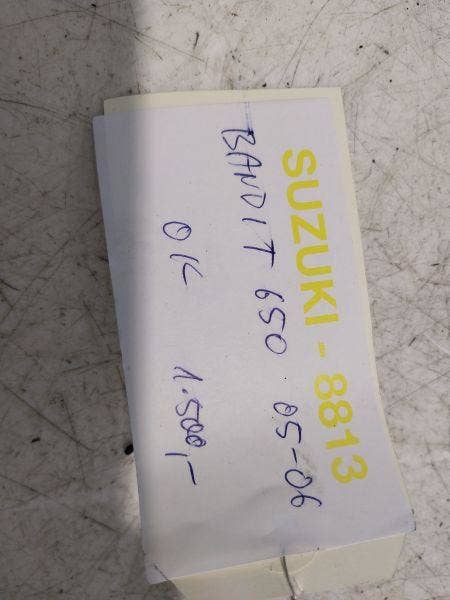 SUZUKI - 8813
BANDIT 650 05-06
OK 1.500,-